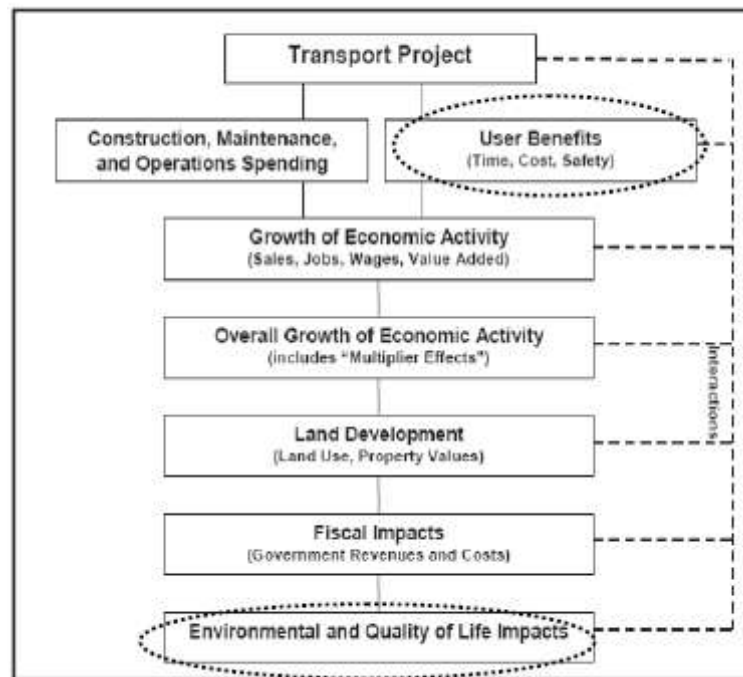 Transport Project
Construction, Maintenance,
and Operations Spending
User Benefits
(Time, Cost, Safety)
Growth of Economic Activity
(Sales, Jobs, Wages, Value Added)
Overall Growth of Economic Activity
(includes “Multiplier Effects”)
Interactions
Land Development
(Land Use, Property Values)
Fiscal Impacts
(Government Revenues and Costs)
Environmental and Quality of Life Impacts